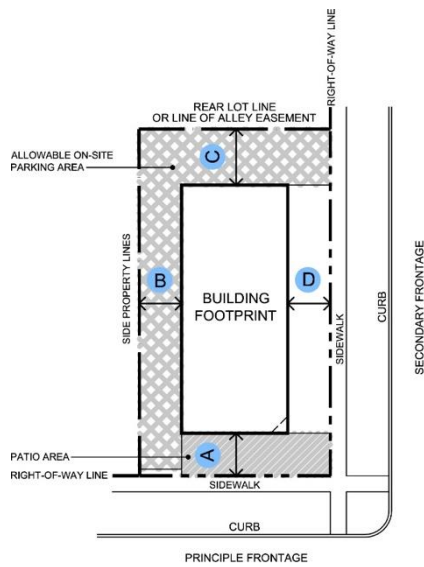 RIGHT-OF-WAY LINE
REAR LOT LINE
OR LINE OF ALLEY EASEMENT
ALLOWABLE ON-SITE
PARKING AREA
C
SIDE PROPERTY LINES
B
D
BUILDING
FOOTPRINT
SIDEWALK
CURB
SECONDARY FRONTAGE
PATIO AREA
A
RIGHT-OF-WAY LINE
SIDEWALK
CURB
PRINCIPLE FRONTAGE